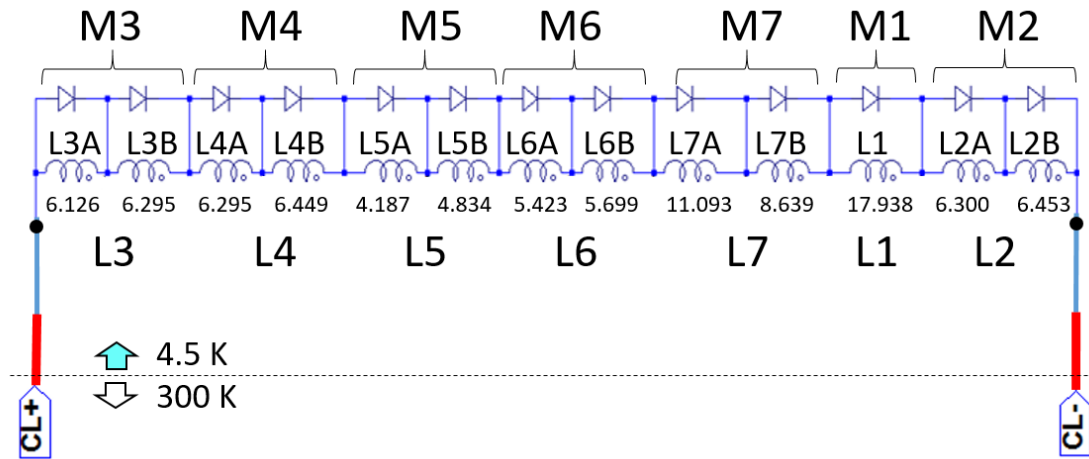 M3 M4 M5 M6 M7 M1 M2
L3A L3B L4A L4B L5A L5B L6A L6B L7A L7B L1 L2A L2B
6.126 6.295 6.295 6.449 4.187 4.834 5.423 5.699 11.093 8.639 17.938 6.300 6.453
L3 L4 L5 L6 L7 L1 L2
4.5 K
300 K
CL+
CL-